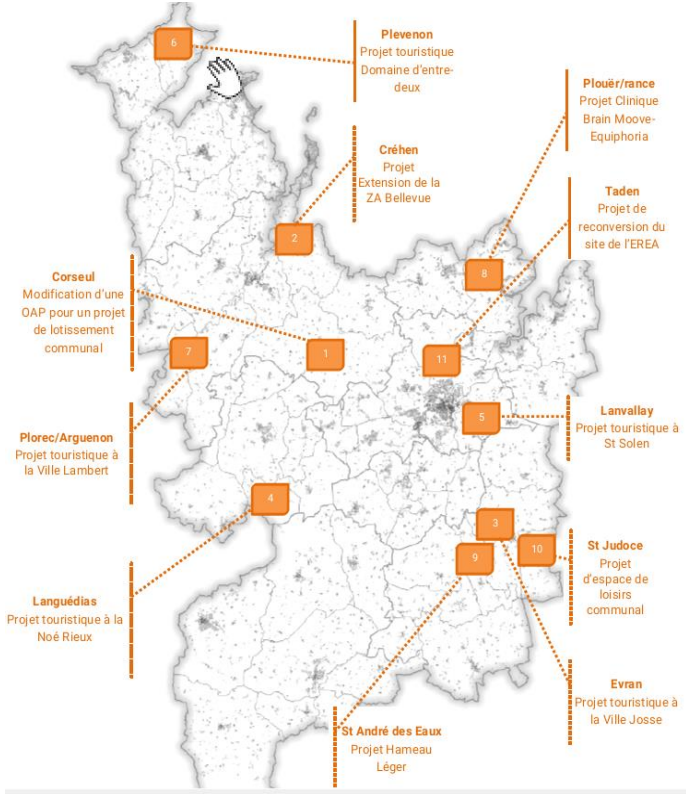 6
Plevenon
Projet touristique
Domaine d'entre-
deux
Plouër/rance
Projet Clinique
Brain Moove-
Equiphoria
Créhen
Projet
Extension de la
ZA Bellevue
Taden
Projet de
reconversion du
site de l'EREA
2
8
Corseul
Modification d'une
OAP pour un projet
de lotissement
communal
7
1
11
Lanvallay
Projet touristique à
St Solen
5
Plorec/Arguenon
Projet touristique à
la Ville Lambert
4
3
9
10
St Judoce
Projet
d'espace de
loisirs
communal
Languédias
Projet touristique à la
Noé Rieux
Evran
Projet touristique à
la Ville Josse
St André des Eaux
Projet Hameau
Léger